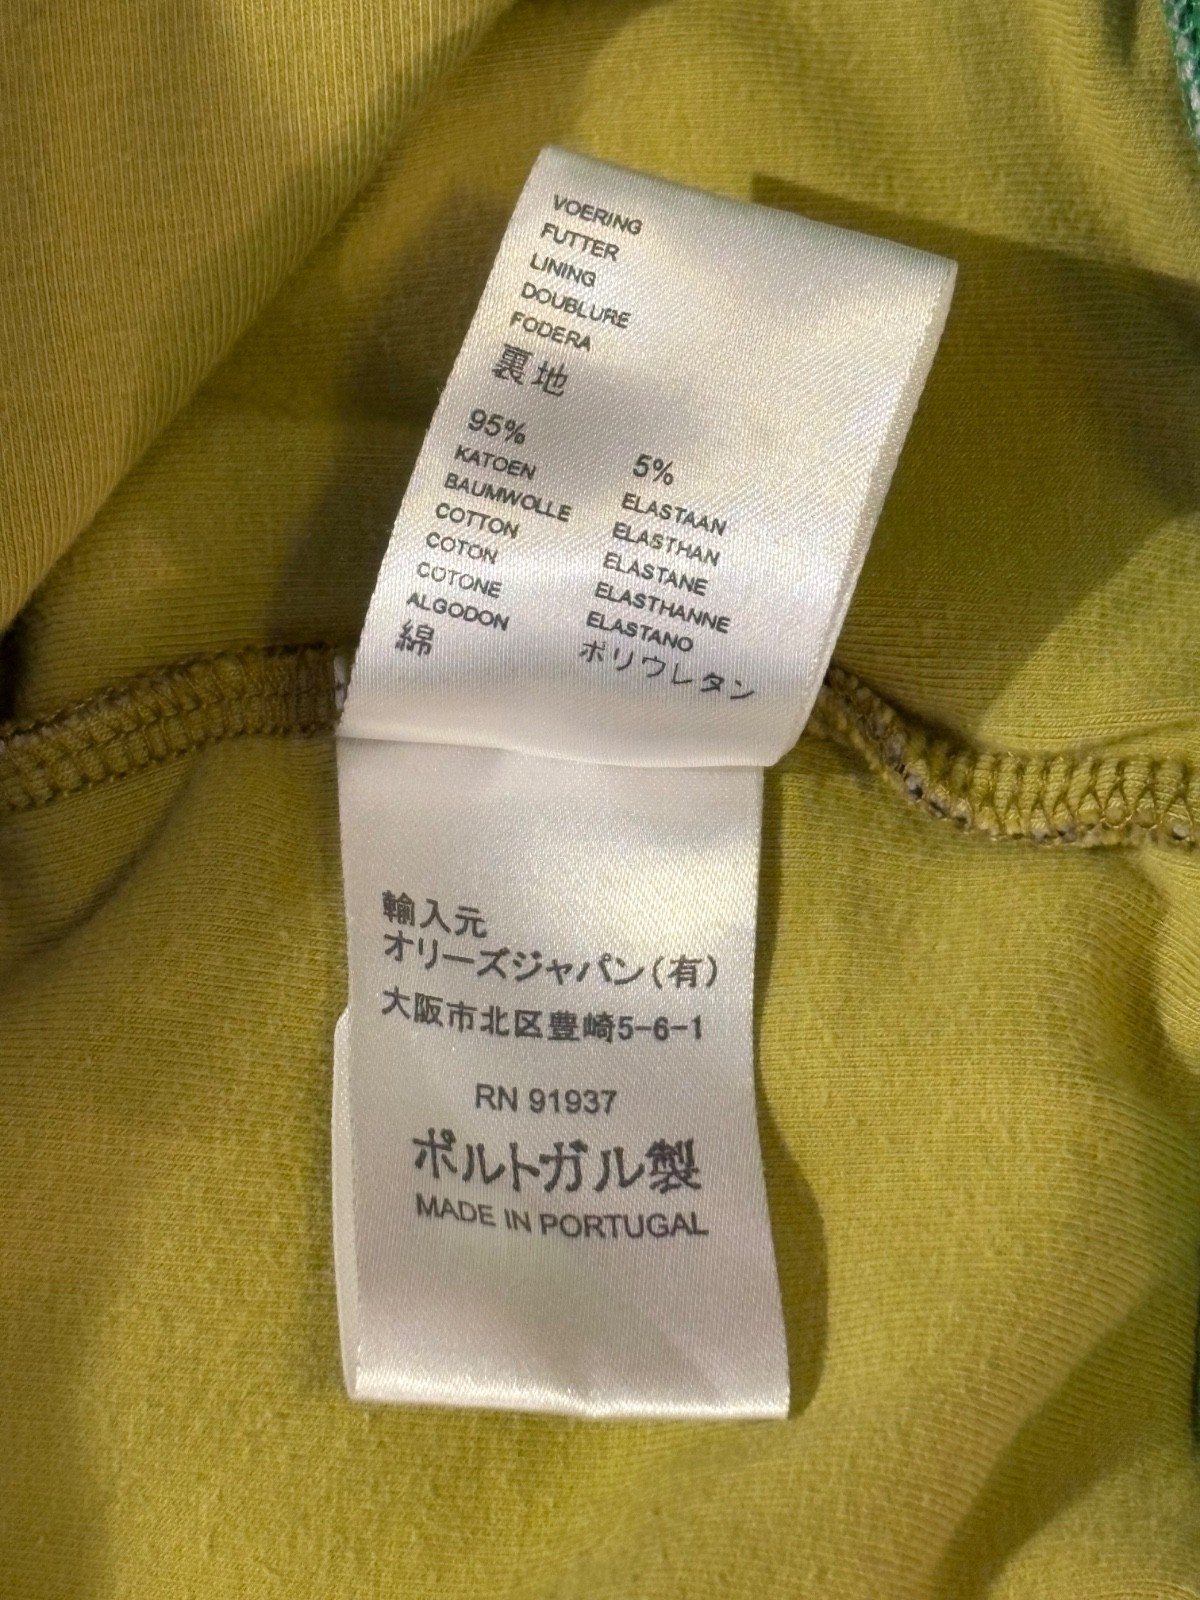 VOERING
FUTTER
LINING
DOUBLURE
FODERA
裏地
95%
KATOEN
BAUMWOLLE
COTTON
COTON
COTONE
ALGODON
綿
5%
ELASTAAN
ELASTHAN
ELASTANE
ELASTHANNE
ELASTANO
ポリウレタン
輸入元
オリーズジャパン(有)
大阪市北区豊崎5-6-1
RN 91937
ポルトガル製
MADE IN PORTUGAL